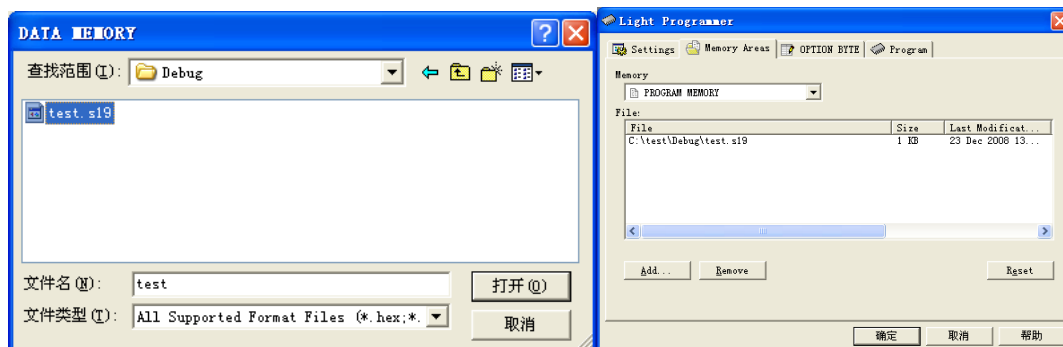 DATA MEMORY
查找范围(I):
Debug
test.s19
文件名(N):
test
打开(O)
文件类型(T):
All Supported Format Files (*.hex;*.
取消
Light Programmer
Settings
Memory Areas
OPTION BYTE
Program
Memory
PROGRAM MEMORY
File:
File
Size
Last Modificat...
C:\test\Debug\test.s19
1 KB
23 Dec 2008 13...
Add...
Remove
Reset
确定
取消
帮助